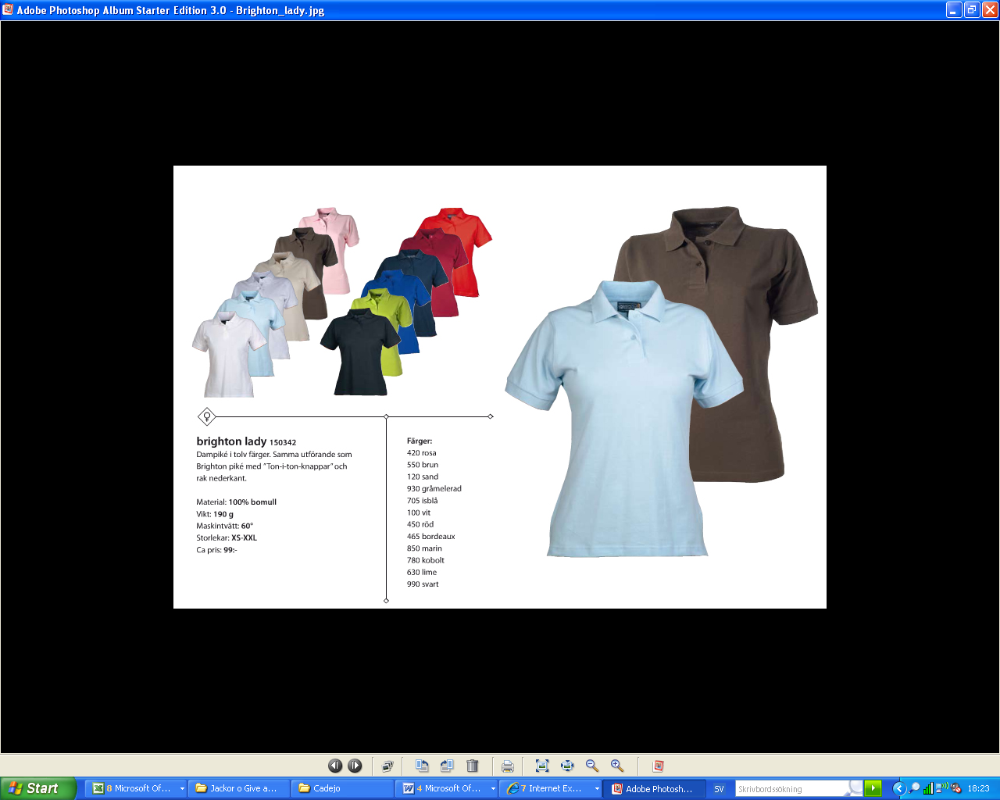 Adobe Photoshop Album Starter Edition 3.0 - Brighton_lady.jpg
brighton lady 150342
Dampiké i tolv färger. Samma utförande som
Brighton piké med ”Ton-i-ton-knappar” och
rak nederkant.
Material: 100% bomull
Vikt: 190 g
Maskintvätt: 60°
Storlekar: XS-XXL
Ca pris: 99:-
Färger:
420 rosa
550 brun
120 sand
930 gråmelerad
705 isblå
100 vit
450 röd
465 bordeaux
850 marin
780 kobolt
630 lime
990 svart
Start
8 Microsoft Of...
Jackor o Give a...
Cadejo
4 Microsoft Of...
7 Internet Ex...
Adobe Photosh...
SV
Skrivbordssökning
18:23